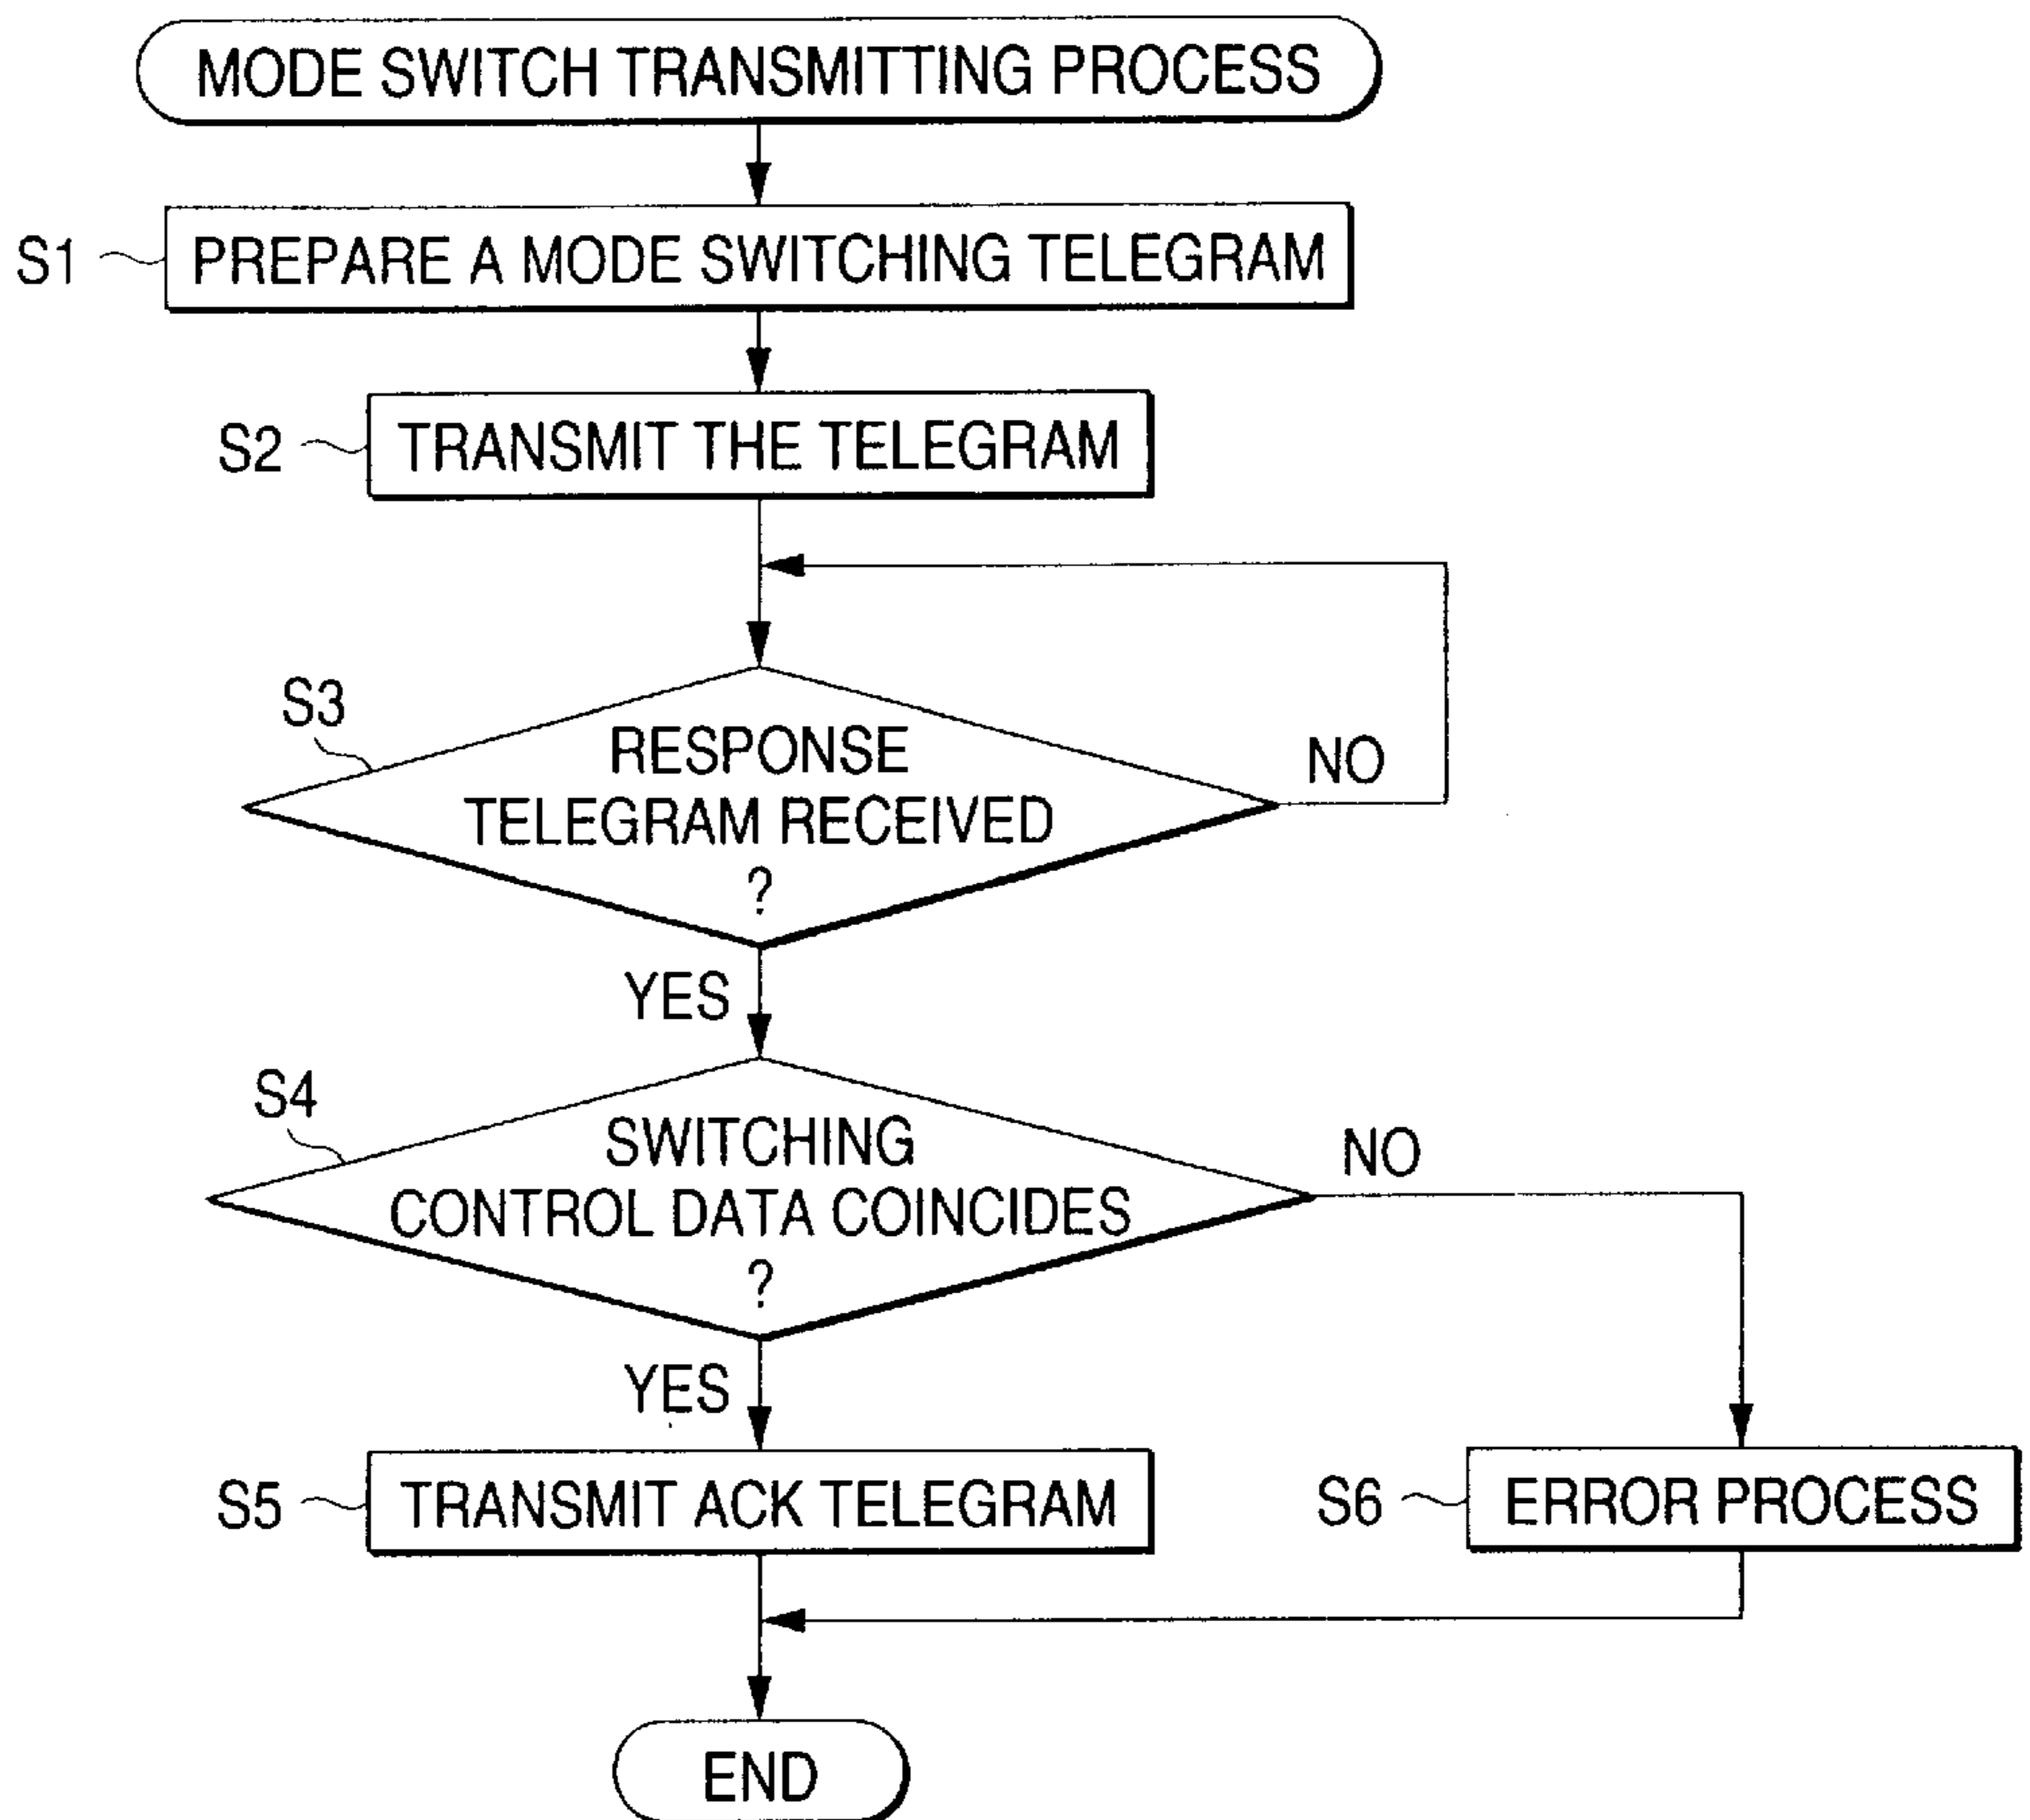 MODE SWITCH TRANSMITTING PROCESS
S1
PREPARE A MODE SWITCHING TELEGRAM
S2
TRANSMIT THE TELEGRAM
S3
RESPONSE
TELEGRAM RECEIVED
?
NO
YES
S4
SWITCHING
CONTROL DATA COINCIDES
?
NO
YES
S5
TRANSMIT ACK TELEGRAM
S6
ERROR PROCESS
END